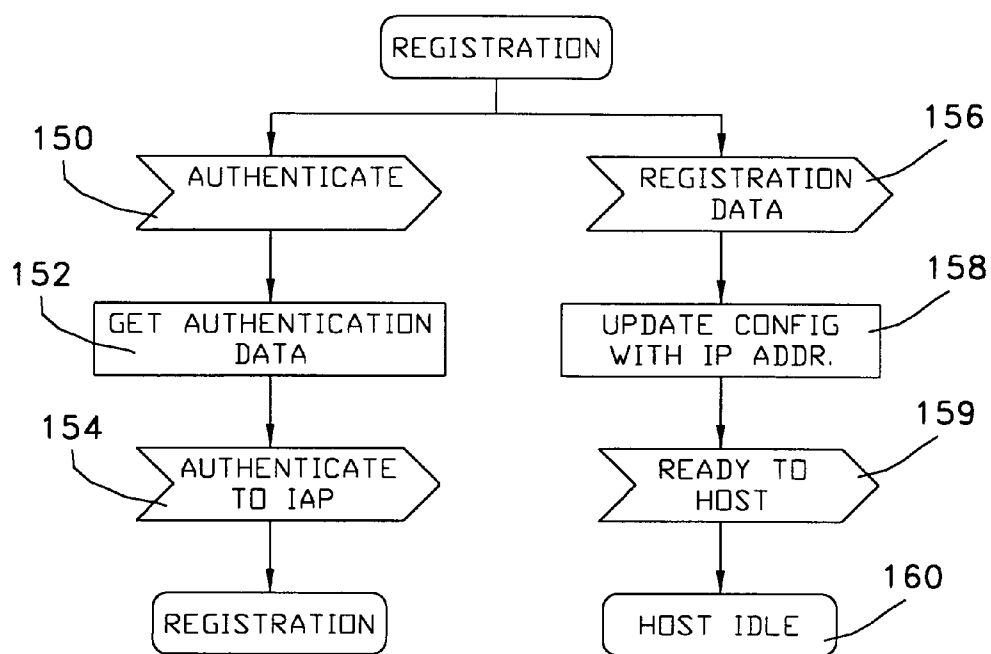 REGISTRATION
150
AUTHENTICATE
156
REGISTRATION
DATA
152
GET AUTHENTICATION
DATA
158
UPDATE CONFIG
WITH IP ADDR.
154
AUTHENTICATE
TO IAP
159
READY TO
HOST
REGISTRATION
160
HOST IDLE